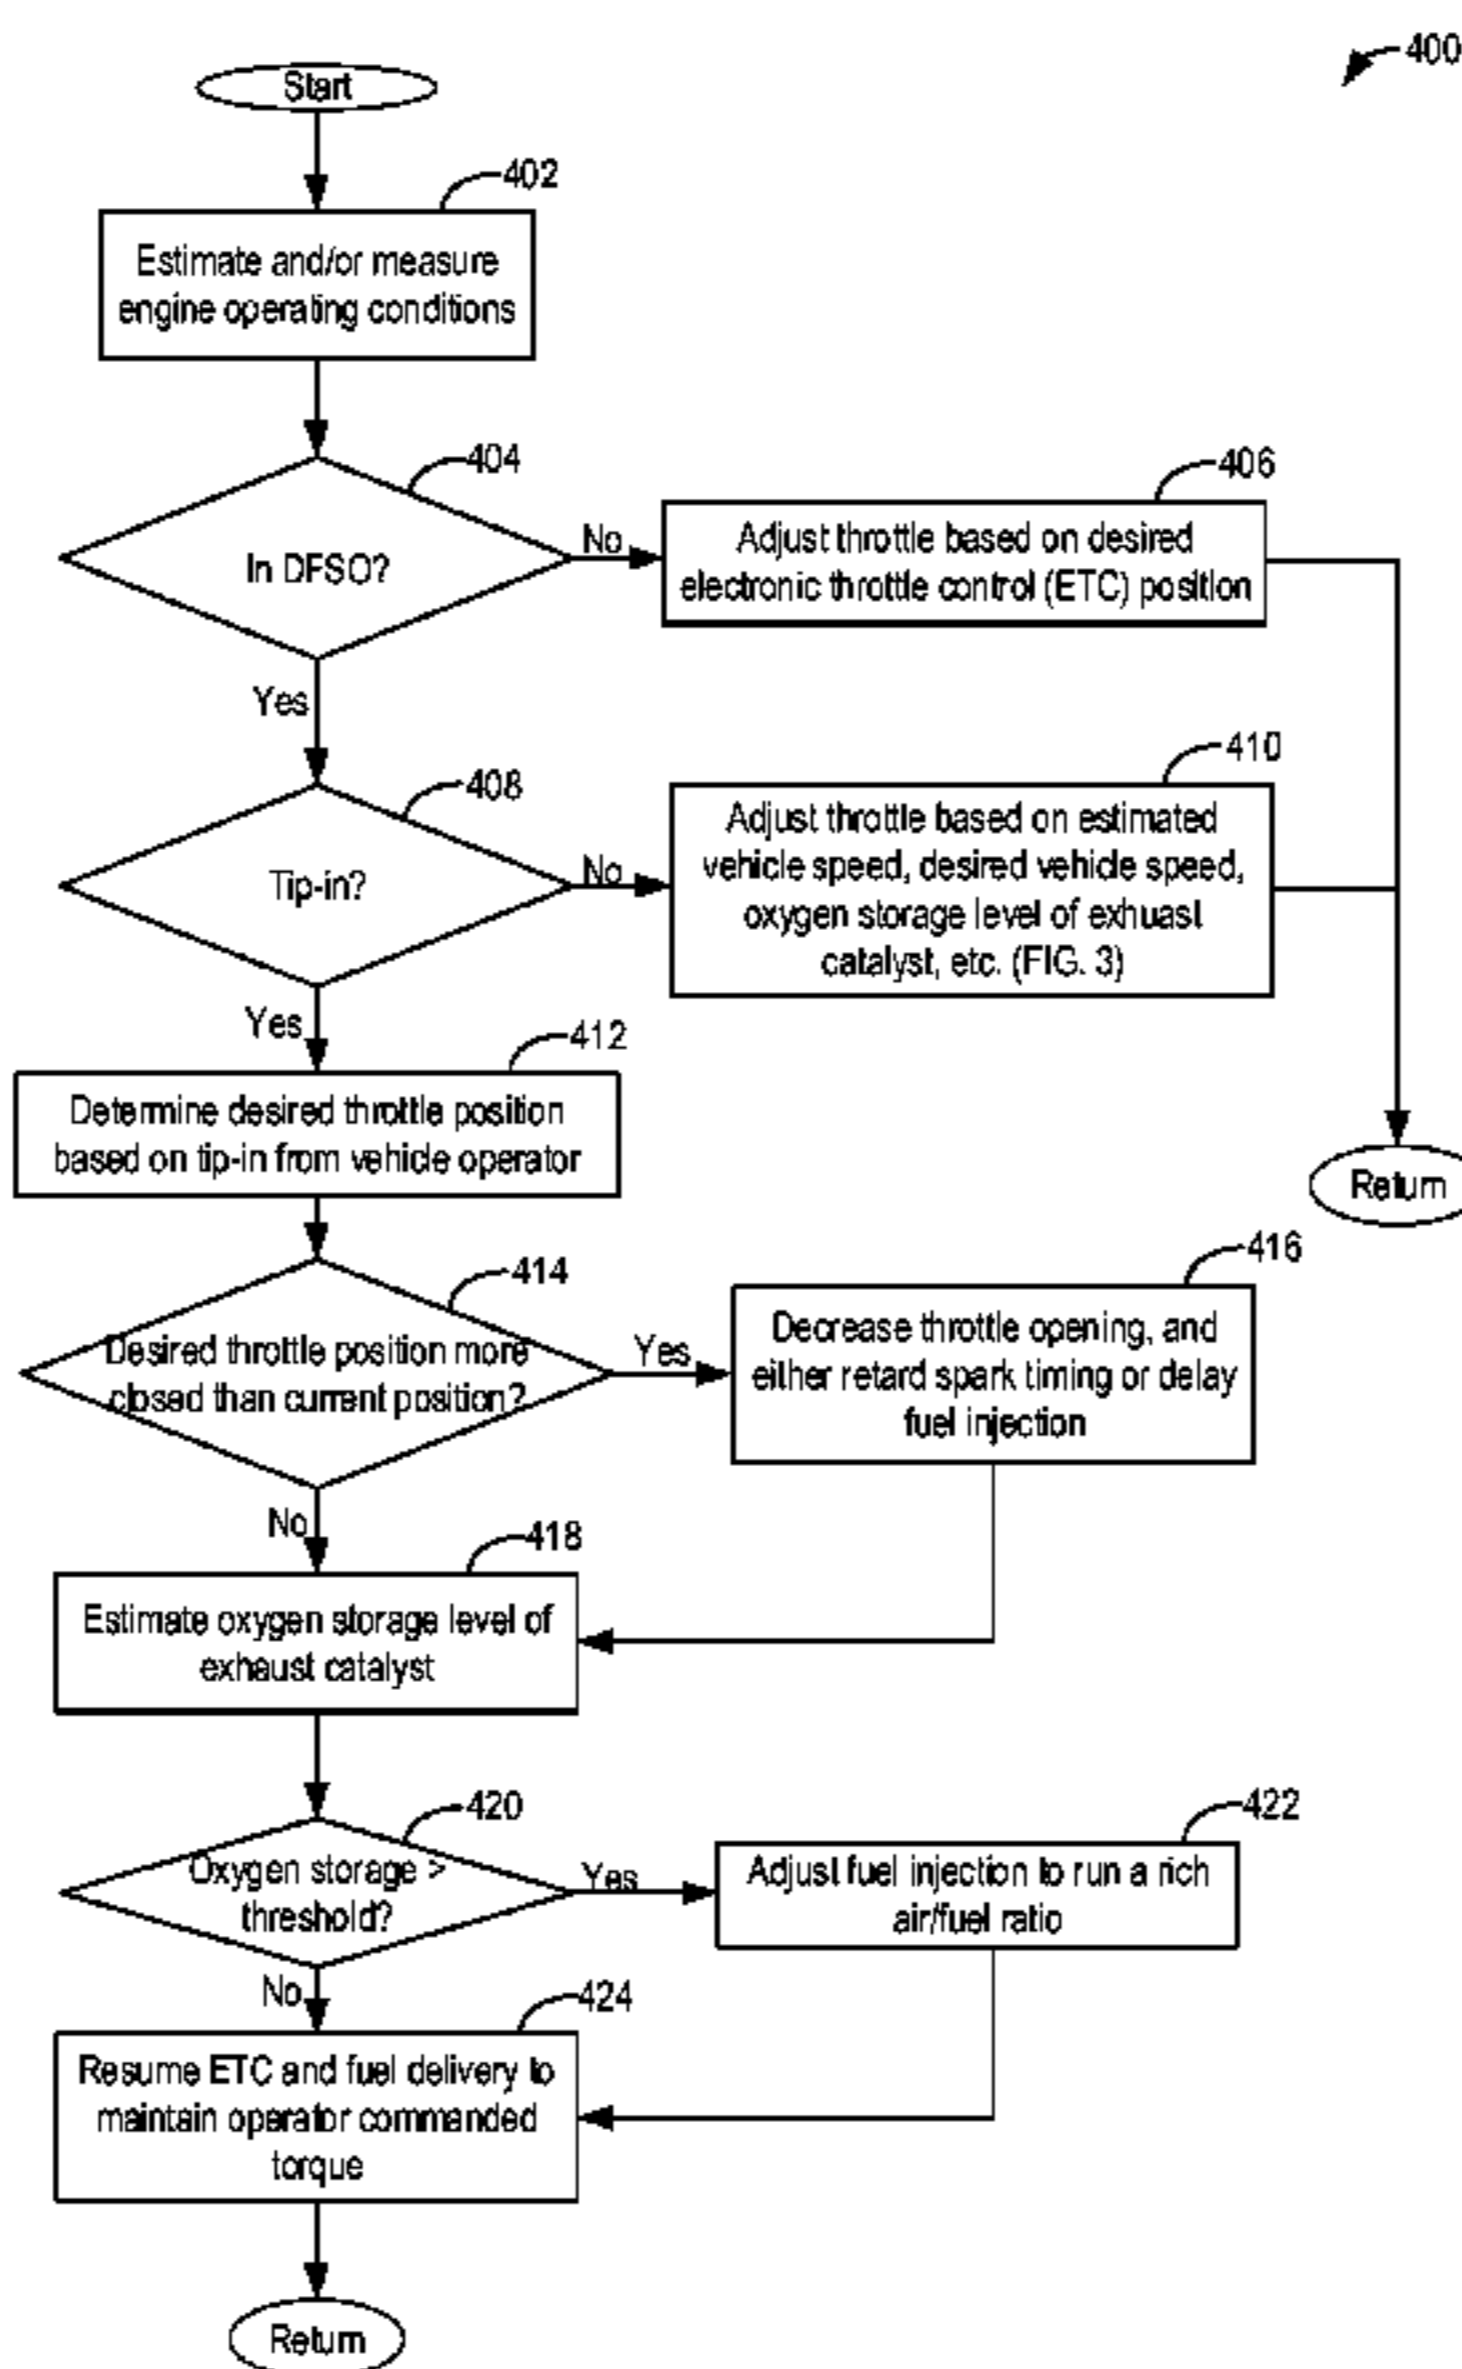 400
Start
402
Estimate and/or measure
engine operating conditions
404
In DFSO?
No
406
Adjust throttle based on desired
electronic throttle control (ETC) position
Yes
408
Tip-in?
No
410
Adjust throttle based on estimated
vehicle speed, desired vehicle speed,
oxygen storage level of exhuast
catalyst, etc. (FIG. 3)
Yes
412
Determine desired throttle position
based on tip-in from vehicle operator
Return
414
Desired throttle position more
closed than current position?
Yes
416
Decrease throttle opening, and
either retard spark timing or delay
fuel injection
No
418
Estimate oxygen storage level of
exhaust catalyst
420
Oxygen storage >
threshold?
Yes
422
Adjust fuel injection to run a rich
air/fuel ratio
No
424
Resume ETC and fuel delivery to
maintain operator commanded
torque
Return